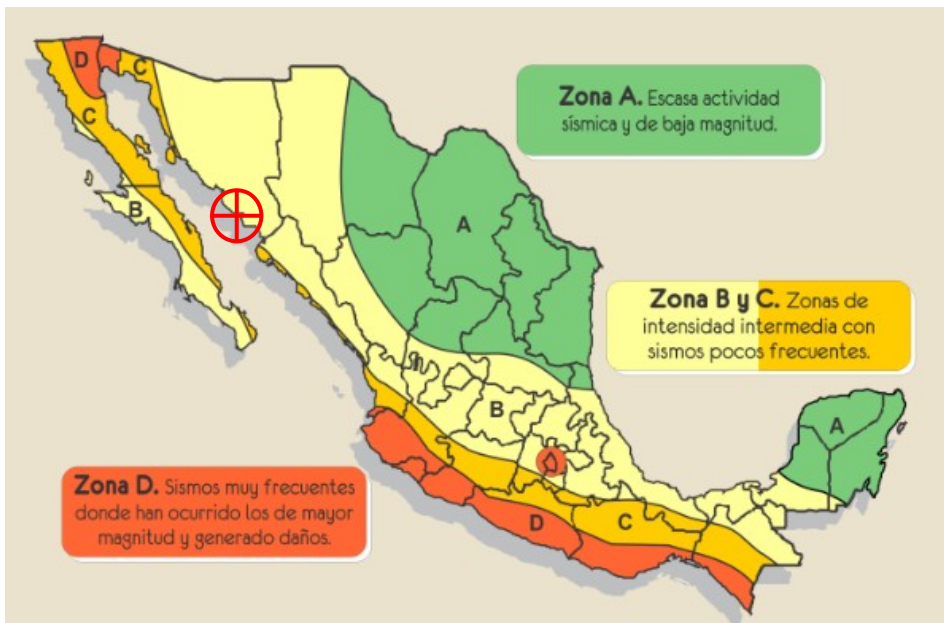 D
C
C
B
A
Zona A. Escasa actividad
sísmica y de baja magnitud.
Zona B y C. Zonas de
intensidad intermedia con
sismos pocos frecuentes.
B
A
Zona D. Sismos muy frecuentes
donde han ocurrido los de mayor
magnitud y generado daños.
D
C